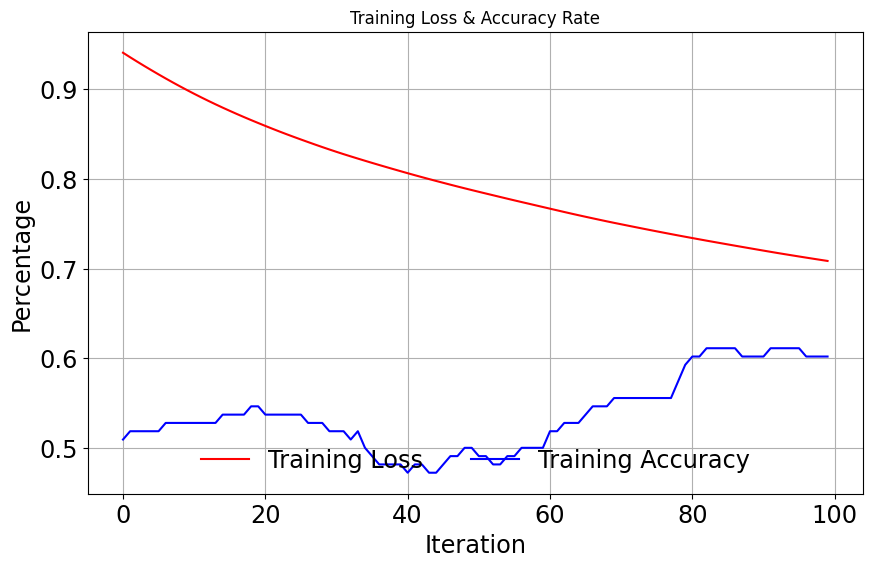 Training Loss & Accuracy Rate
Percentage
0.9
0.8
0.7
0.6
0.5
Training Loss Training Accuracy
0 20 40 60 80 100
Iteration